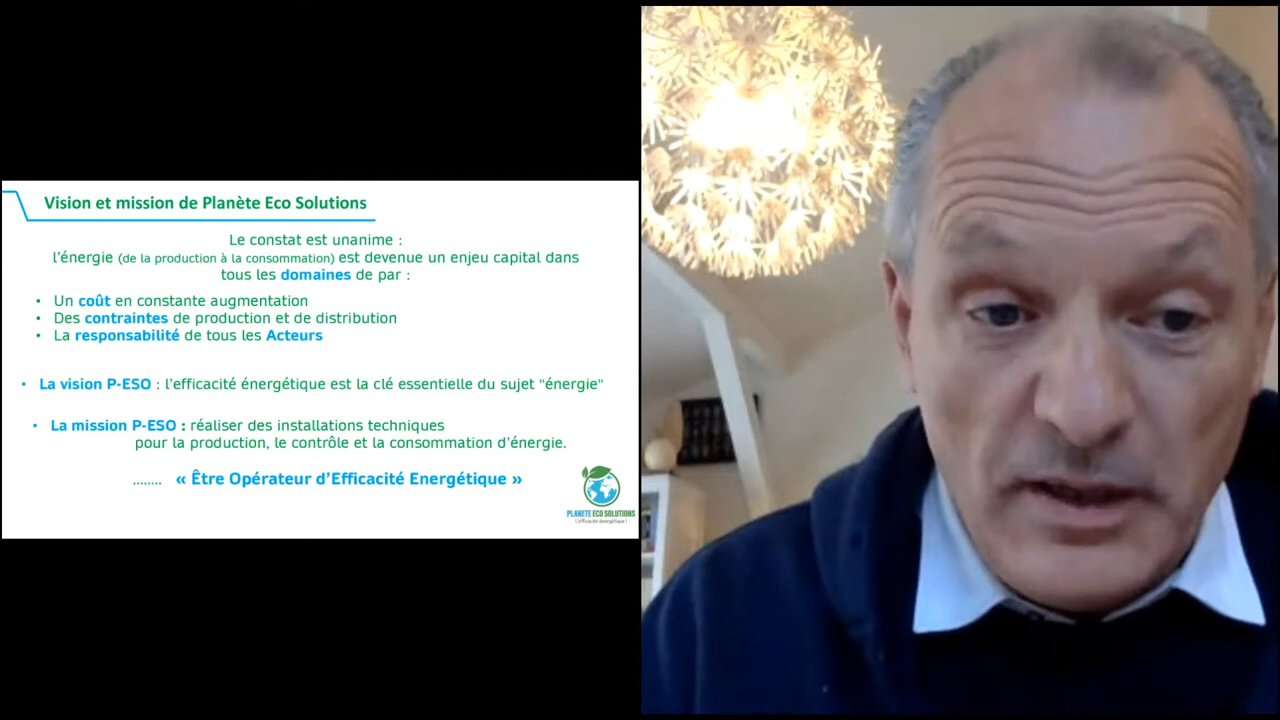 Vision et mission de Planète Eco Solutions
Le constat est unanime :
l'énergie (de la production à la consommation) est devenue un enjeu capital dans
tous les domaines de par :
• Un coût en constante augmentation
• Des contraintes de production et de distribution
• La responsabilité de tous les Acteurs
• La vision P-ESO : l'efficacité énergétique est la clé essentielle du sujet "énergie"
• La mission P-ESO : réaliser des installations techniques
pour la production, le contrôle et la consommation d'énergie.
........ « Être Opérateur d'Efficacité Energétique »
PLANETE ECO SOLUTIONS
L'efficacité énergétique !